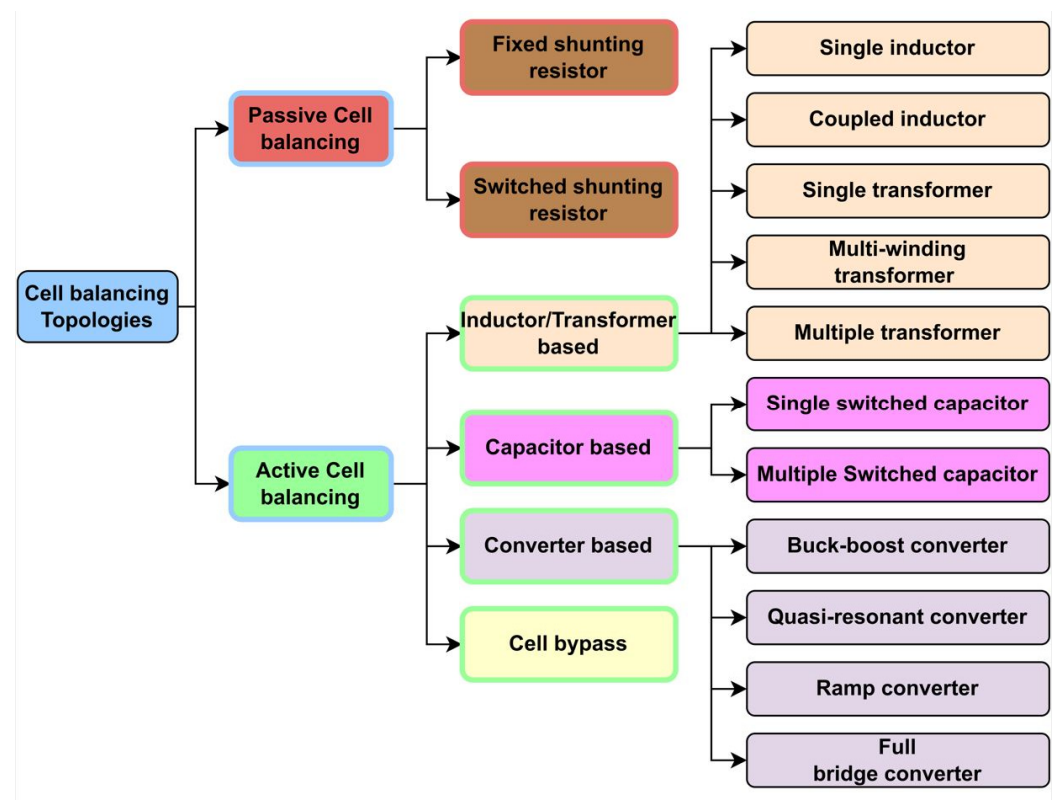 Cell balancing
Topologies
Passive Cell
balancing
Fixed shunting
resistor
Switched shunting
resistor
Active Cell
balancing
Inductor/Transformer
based
Single inductor
Coupled inductor
Single transformer
Multi-winding
transformer
Multiple transformer
Capacitor based
Single switched capacitor
Multiple Switched capacitor
Converter based
Buck-boost converter
Quasi-resonant converter
Ramp converter
Full
bridge converter
Cell bypass